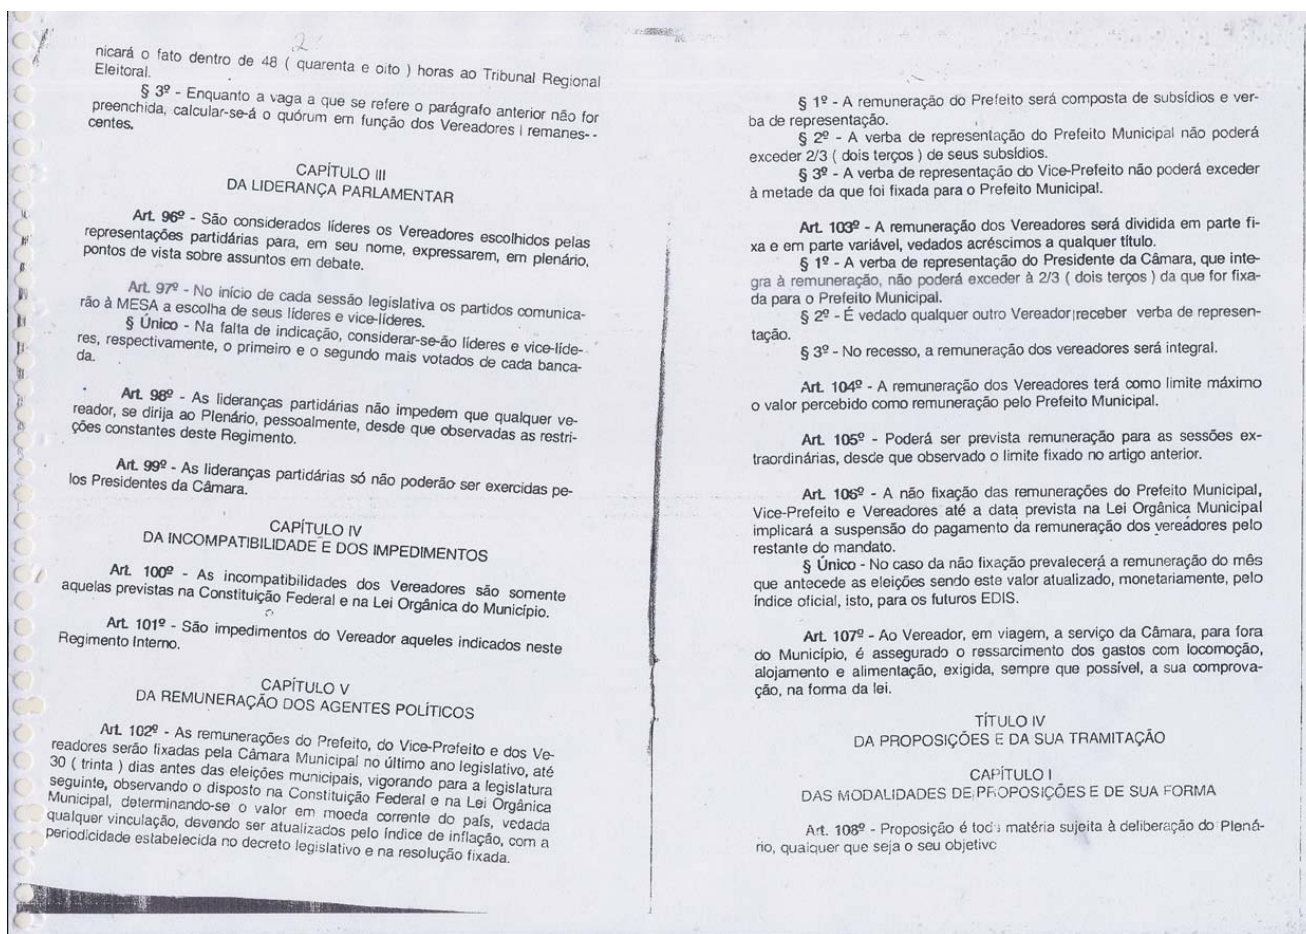 nicará o fato dentro de 48 ( quarenta e oito ) horas ao Tribunal Regional
Eleitoral.
§ 3º - Enquanto a vaga a que se refere o parágrafo anterior não for
preenchida, calcular-se-á o quórum em função dos Vereadores | remanes--
centes.
CAPÍTULO III
DA LIDERANÇA PARLAMENTAR
Art. 96º - São considerados líderes os Vereadores escolhidos pelas
representações partidárias para, em seu nome, expressarem, em plenário,
pontos de vista sobre assuntos em debate.
Art. 97º - No início de cada sessão legislativa os partidos comunica-
rão à MESA a escolha de seus líderes e vice-líderes.
§ Único - Na falta de indicação, considerar-se-ão líderes e vice-líde-
res, respectivamente, o primeiro e o segundo mais votados de cada banca-
da.
Art. 98º - As lideranças partidárias não impedem que qualquer ve-
reador, se dirija ao Plenário, pessoalmente, desde que observadas as restri-
ções constantes deste Regimento.
Art. 99º - As lideranças partidárias só não poderão ser exercidas pe-
los Presidentes da Câmara.
CAPÍTULO IV
DA INCOMPATIBILIDADE E DOS IMPEDIMENTOS
Art. 100º - As incompatibilidades dos Vereadores são somente
aquelas previstas na Constituição Federal e na Lei Orgânica do Município.
Art. 101º - São impedimentos do Vereador aqueles indicados neste
Regimento Interno.
CAPÍTULO V
DA REMUNERAÇÃO DOS AGENTES POLÍTICOS
Art. 102º - As remunerações do Prefeito, do Vice-Prefeito e dos Ve-
readores serão fixadas pela Câmara Municipal no último ano legislativo, até
30 ( trinta ) dias antes das eleições municipais, vigorando para a legislatura
seguinte, observando o disposto na Constituição Federal e na Lei Orgânica
Municipal, determinando-se o valor em moeda corrente do país, vedada
qualquer vinculação, devendo ser atualizados pelo índice de inflação, com a
periodicidade estabelecida no decreto legislativo e na resolução fixada.
§ 1º - A remuneração do Prefeito será composta de subsídios e ver-
ba de representação.
§ 2º - A verba de representação do Prefeito Municipal não poderá
exceder 2/3 ( dois terços ) de seus subsídios.
§ 3º - A verba de representação do Vice-Prefeito não poderá exceder
à metade da que foi fixada para o Prefeito Municipal.
Art. 103º - A remuneração dos Vereadores será dividida em parte fi-
xa e em parte variável, vedados acréscimos a qualquer título.
§ 1º - A verba de representação do Presidente da Câmara, que inte-
gra à remuneração, não poderá exceder à 2/3 ( dois terços ) da que for fixa-
da para o Prefeito Municipal.
§ 2º - É vedado qualquer outro Vereador receber verba de represen-
tação.
§ 3º - No recesso, a remuneração dos vereadores será integral.
Art. 104º - A remuneração dos Vereadores terá como limite máximo
o valor percebido como remuneração pelo Prefeito Municipal.
Art. 105º - Poderá ser prevista remuneração para as sessões ex-
traordinárias, desde que observado o limite fixado no artigo anterior.
Art. 106º - A não fixação das remunerações do Prefeito Municipal,
Vice-Prefeito e Vereadores até a data prevista na Lei Orgânica Municipal
implicará a suspensão do pagamento da remuneração dos vereadores pelo
restante do mandato.
§ Único - No caso da não fixação prevalecerá a remuneração do mês
que antecede as eleições sendo este valor atualizado, monetariamente, pelo
índice oficial, isto, para os futuros EDIS.
Art. 107º - Ao Vereador, em viagem, a serviço da Câmara, para fora
do Município, é assegurado o ressarcimento dos gastos com locomoção,
alojamento e alimentação, exigida, sempre que possível, a sua comprova-
ção, na forma da lei.
TÍTULO IV
DA PROPOSIÇÕES E DA SUA TRAMITAÇÃO
CAPÍTULO I
DAS MODALIDADES DE PROPOSIÇÕES E DE SUA FORMA
Art. 108º - Proposição é toda matéria sujeita à deliberação do Plená-
rio, qualquer que seja o seu objetivo